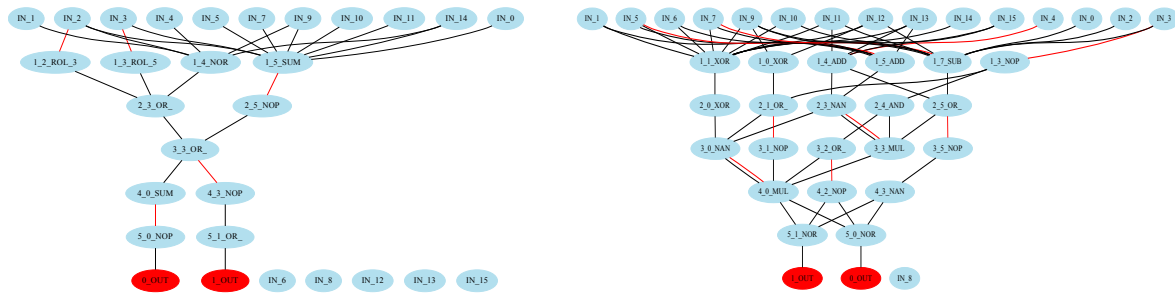 IN_1 IN_2 IN_3 IN_4 IN_5 IN_7 IN_9 IN_10 IN_11 IN_14 IN_0
1_2_ROL_3 1_3_ROL_5 1_4_NOR 1_5_SUM
2_3_OR_ 2_5_NOP
3_3_OR_
4_0_SUM 4_3_NOP
5_0_NOP 5_1_OR_
0_OUT 1_OUT IN_6 IN_8 IN_12 IN_13 IN_15
IN_1 IN_5 IN_6 IN_7 IN_9 IN_10 IN_11 IN_12 IN_13 IN_14 IN_15 IN_4 IN_0 IN_2 IN_3
1_1_XOR 1_0_XOR 1_4_ADD 1_5_ADD 1_7_SUB 1_3_NOP
2_0_XOR 2_1_OR_ 2_3_NAN 2_4_AND 2_5_OR_
3_0_NAN 3_1_NOP 3_2_OR_ 3_3_MUL 3_5_NOP
4_0_MUL 4_2_NOP 4_3_NAN
5_1_NOR 5_0_NOR
1_OUT 0_OUT IN_8